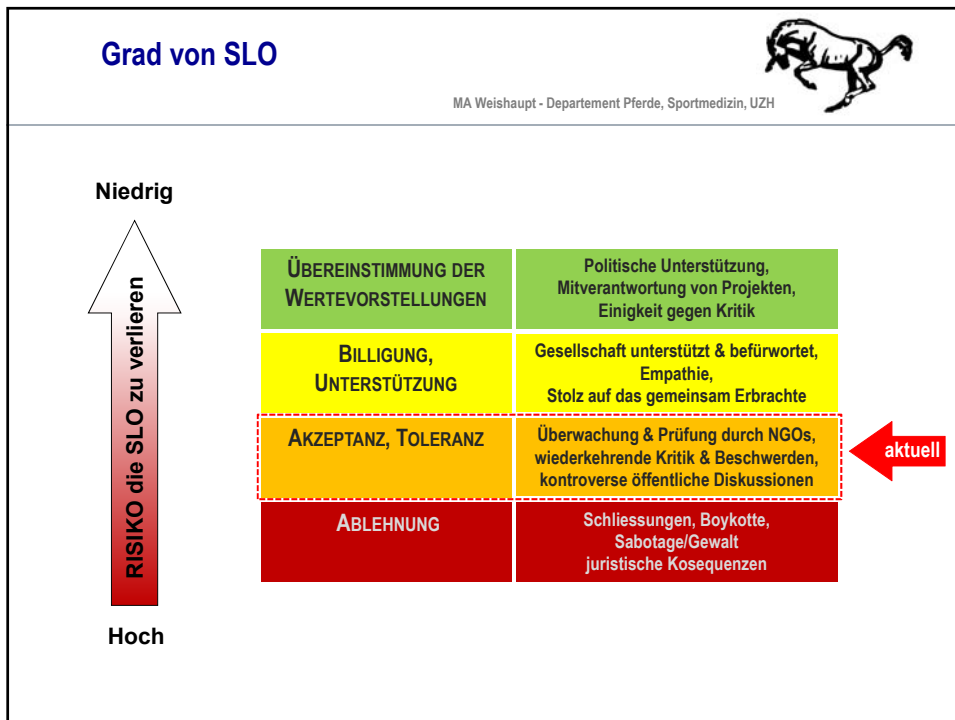 Grad von SLO
MA Weishaupt - Departement Pferde, Sportmedizin, UZH
Niedrig
RISIKO die SLO zu verlieren
Hoch
ÜBEREINSTIMMUNG DER
WERTEVORSTELLUNGEN
Politische Unterstützung,
Mitverantwortung von Projekten,
Einigkeit gegen Kritik
BILLIGUNG,
UNTERSTÜTZUNG
Gesellschaft unterstützt & befürwortet,
Empathie,
Stolz auf das gemeinsam Erbrachte
AKZEPTANZ, TOLERANZ
Überwachung & Prüfung durch NGOs,
wiederkehrende Kritik & Beschwerden,
kontroverse öffentliche Diskussionen
aktuell
ABLEHNUNG
Schliessungen, Boykotte,
Sabotage/Gewalt
juristische Kosequenzen